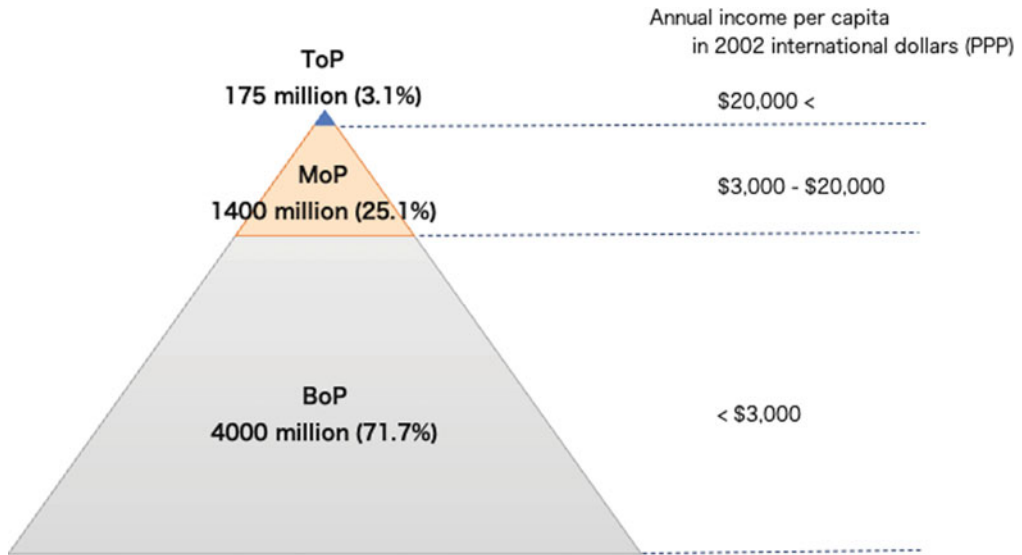 Annual income per capita
in 2002 international dollars (PPP)
ToP
175 million (3.1%)
$20,000 <
MoP
1400 million (25.1%)
$3,000 - $20,000
BoP
4000 million (71.7%)
< $3,000